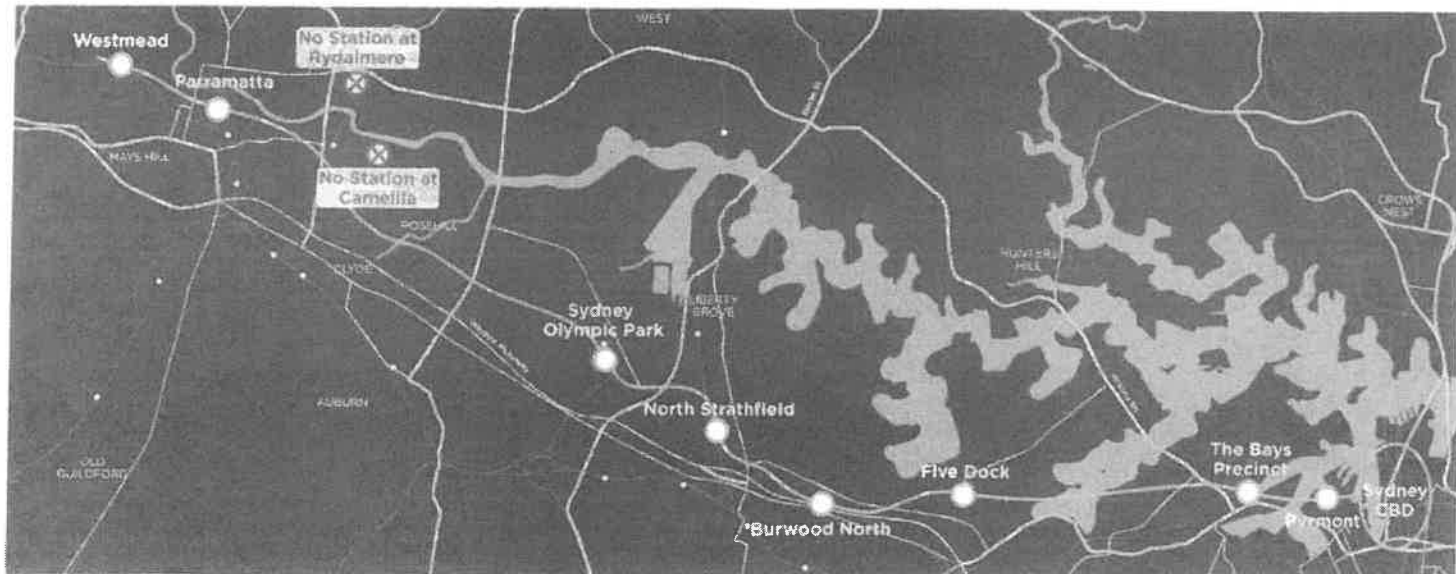 WEST
Westmead
No Station at
Rydalmere
Parramatta
MAYS HILL
No Station at
Camellia
ROSEHILL
CLYDE
CROWS
NEST
HUNTERS
HILL
LIBERTY
GROVE
Sydney
Olympic Park
AUBURN
North Strathfield
OLD
GUILDFORD
Five Dock
The Bays
Precinct
Sydney
CBD
Pyrmont
*Burwood North